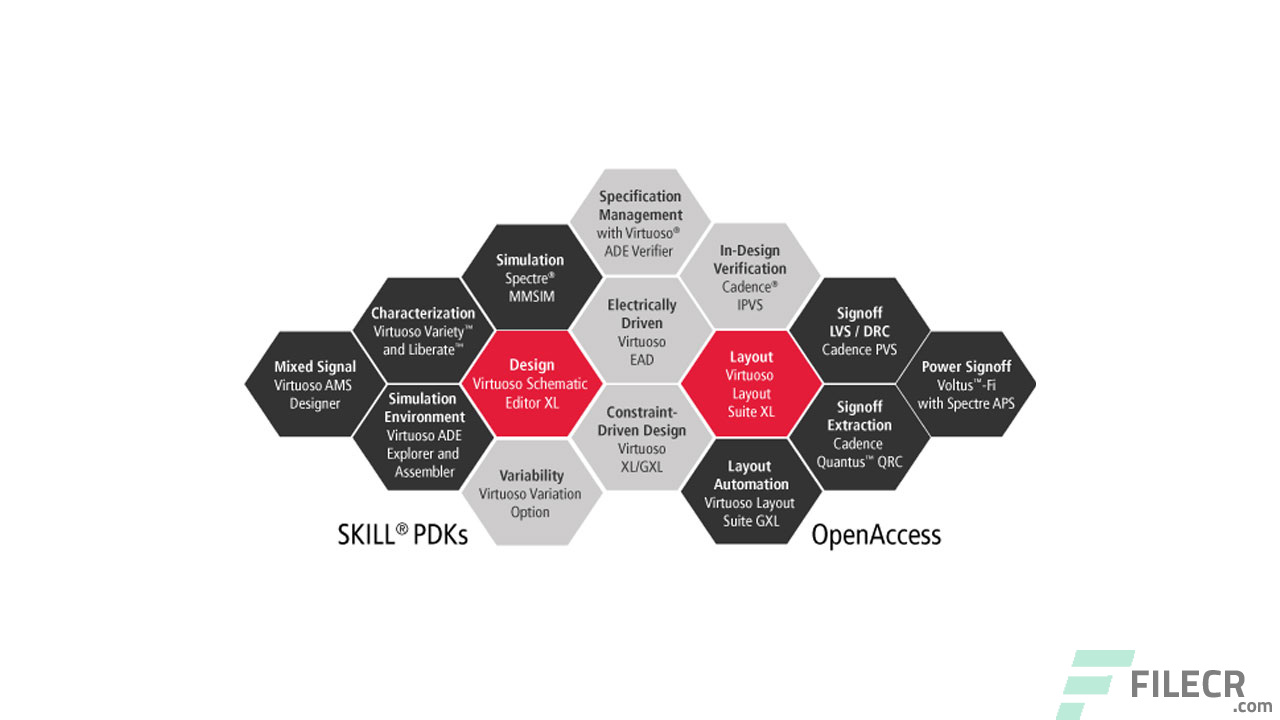 Specification
Management
with Virtuoso®
ADE Verifier
Simulation
Spectre®
MMSIM
In-Design
Verification
Cadence®
IPVS
Characterization
Virtuoso Variety™
and Liberate™
Electrically
Driven
Virtuoso
EAD
Signoff
LVS / DRC
Cadence PVS
Mixed Signal
Virtuoso AMS
Designer
Design
Virtuoso Schematic
Editor XL
Layout
Virtuoso
Layout
Suite XL
Power Signoff
Voltus™-Fi
with Spectre APS
Simulation
Environment
Virtuoso ADE
Explorer and
Assembler
Constraint-
Driven Design
Virtuoso
XL/GXL
Signoff
Extraction
Cadence
Quantus™ QRC
Variability
Virtuoso Variation
Option
Layout
Automation
Virtuoso Layout
Suite GXL
SKILL® PDKs
OpenAccess
FILECR
.com